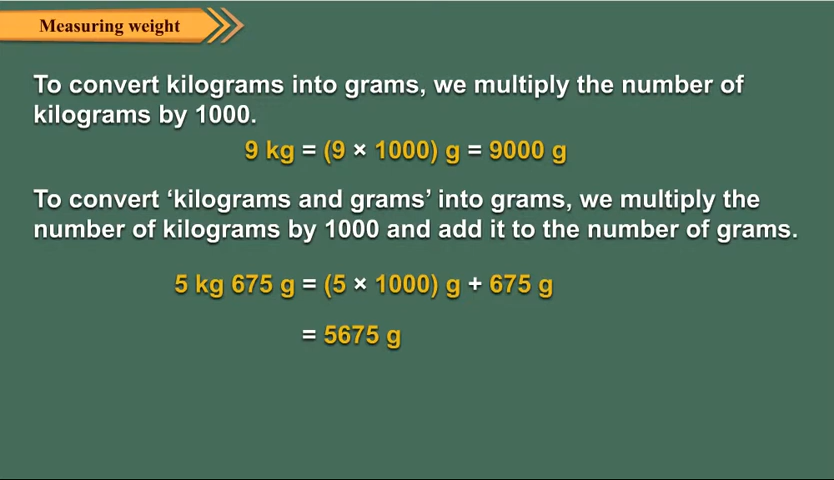 Measuring weight
To convert kilograms into grams, we multiply the number of
kilograms by 1000.
9 kg = (9 × 1000) g = 9000 g
To convert ‘kilograms and grams’ into grams, we multiply the
number of kilograms by 1000 and add it to the number of grams.
5 kg 675 g = (5 × 1000) g + 675 g
= 5675 g